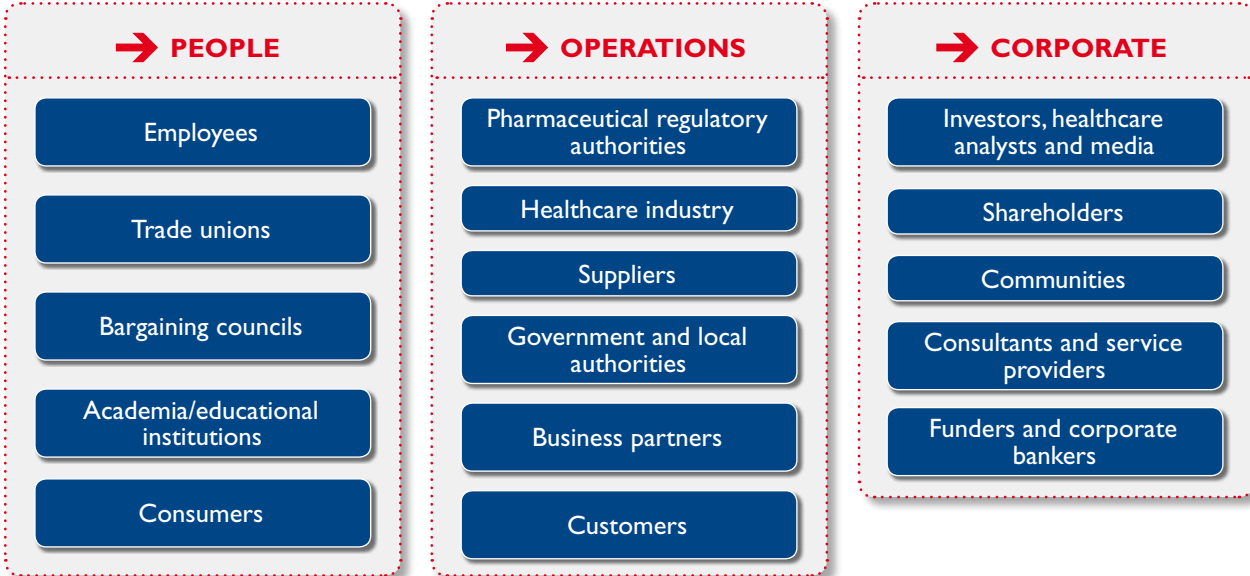 PEOPLE
Employees
Trade unions
Bargaining councils
Academia/educational
institutions
Consumers
OPERATIONS
Pharmaceutical regulatory
authorities
Healthcare industry
Suppliers
Government and local
authorities
Business partners
Customers
CORPORATE
Investors, healthcare
analysts and media
Shareholders
Communities
Consultants and service
providers
Funders and corporate
bankers